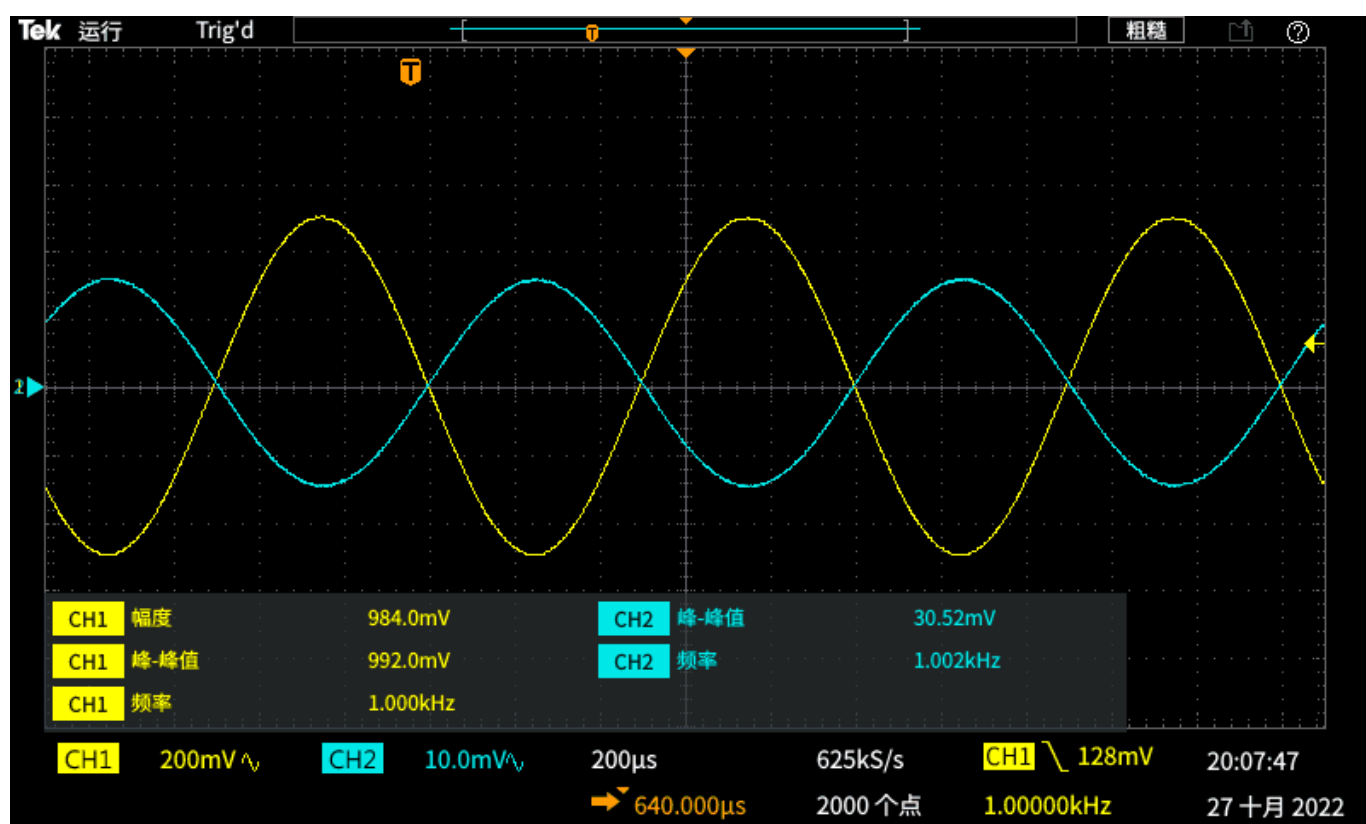 Tek 运行 Trig'd T 粗糙 ?
T
2
CH1 幅度 984.0mV CH2 峰-峰值 30.52mV
CH1 峰-峰值 992.0mV CH2 频率 1.002kHz
CH1 频率 1.000kHz
CH1 200mV CH2 10.0mV 200µs 625kS/s CH1 128mV 20:07:47
640.000µs 2000 个点 1.00000kHz 27 十月 2022